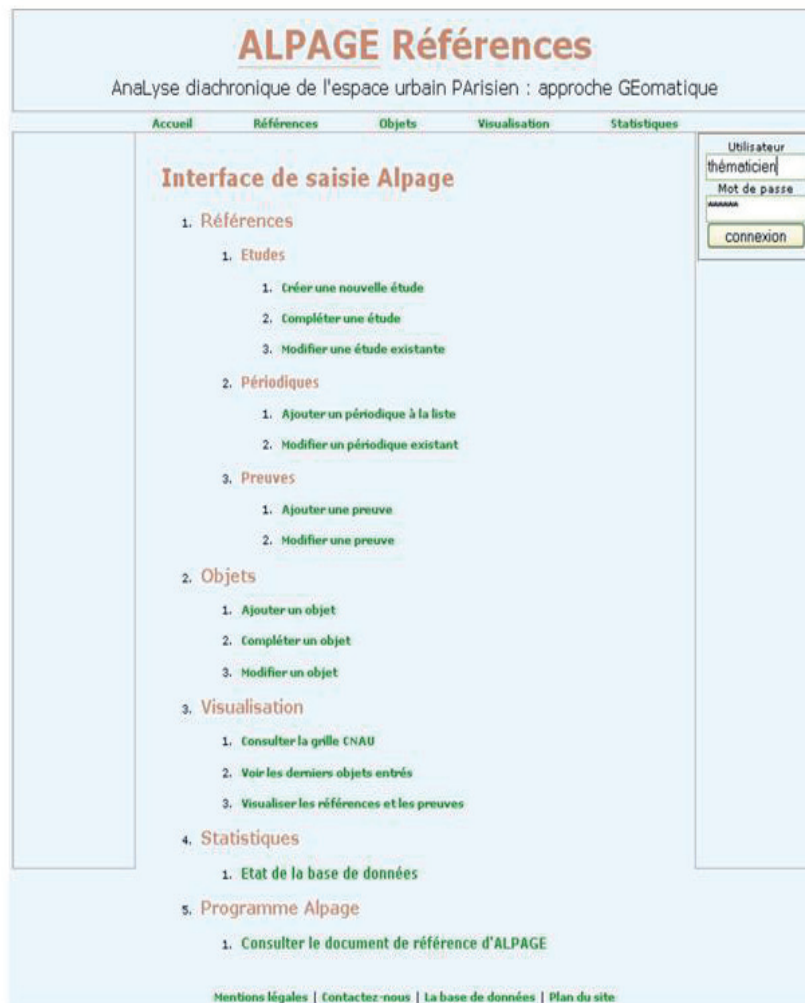 ALPAGE Références
AnaLyse diachronique de l'espace urbain PArisien : approche GEomatique
Accueil Références Objets Visualisation Statistiques
Utilisateur
thématicien
Mot de passe
******
connexion
Interface de saisie Alpage
1. Références
1. Etudes
1. Créer une nouvelle étude
2. Compléter une étude
3. Modifier une étude existante
2. Périodiques
1. Ajouter un périodique à la liste
2. Modifier un périodique existant
3. Preuves
1. Ajouter une preuve
2. Modifier une preuve
2. Objets
1. Ajouter un objet
2. Compléter un objet
3. Modifier un objet
3. Visualisation
1. Consulter la grille CNAU
2. Voir les derniers objets entrés
3. Visualiser les références et les preuves
4. Statistiques
1. Etat de la base de données
5. Programme Alpage
1. Consulter le document de référence d'ALPAGE
Mentions légales | Contactez-nous | La base de données | Plan du site